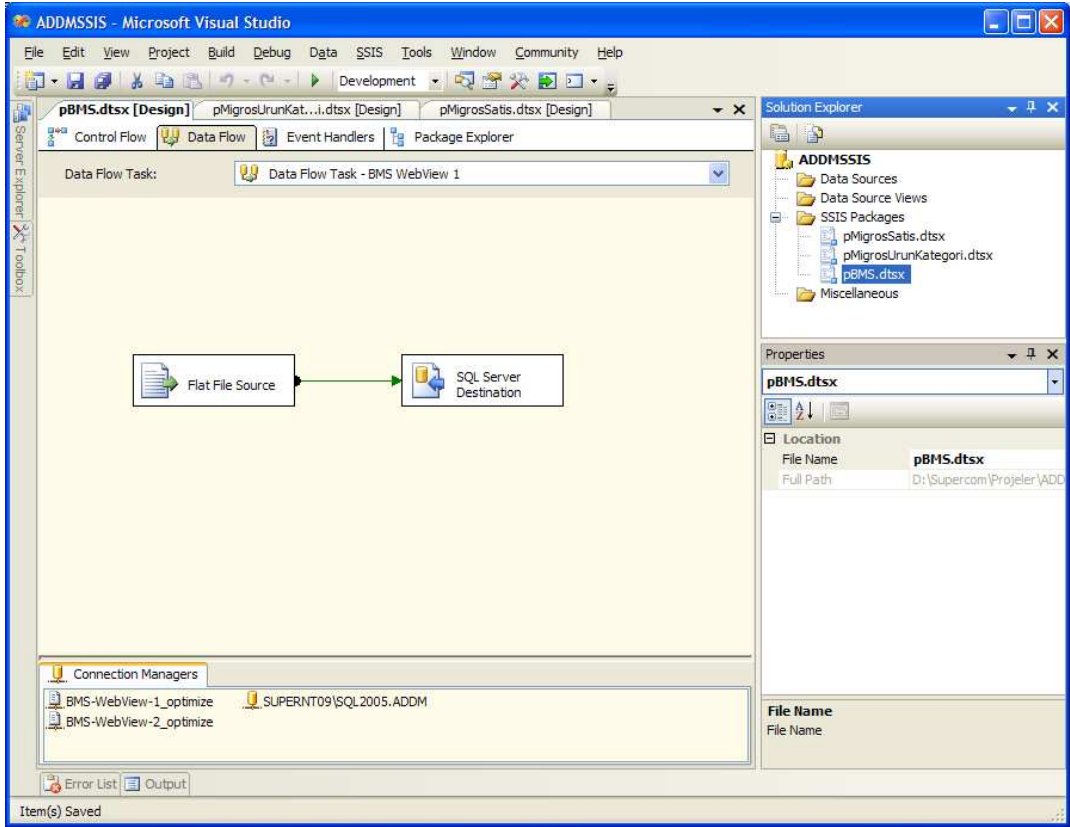 ADDMSSIS - Microsoft Visual Studio
File Edit View Project Build Debug Data SSIS Tools Window Community Help
Development
pBMS.dtsx [Design] pMigrosUrunKat...i.dtsx [Design] pMigrosSatis.dtsx [Design]
Control Flow Data Flow Event Handlers Package Explorer
Data Flow Task: Data Flow Task - BMS WebView 1
Server Explorer
Toolbox
Flat File Source
SQL Server
Destination
Connection Managers
BMS-WebView-1_optimize SUPERNT09\SQL2005.ADDM
BMS-WebView-2_optimize
Solution Explorer
ADDMSSIS
Data Sources
Data Source Views
SSIS Packages
pMigrosSatis.dtsx
pMigrosUrunKategori.dtsx
pBMS.dtsx
Miscellaneous
Properties
pBMS.dtsx
Location
File Name pBMS.dtsx
Full Path D:\Supercom\Projeler\ADD
File Name
File Name
Error List Output
Item(s) Saved